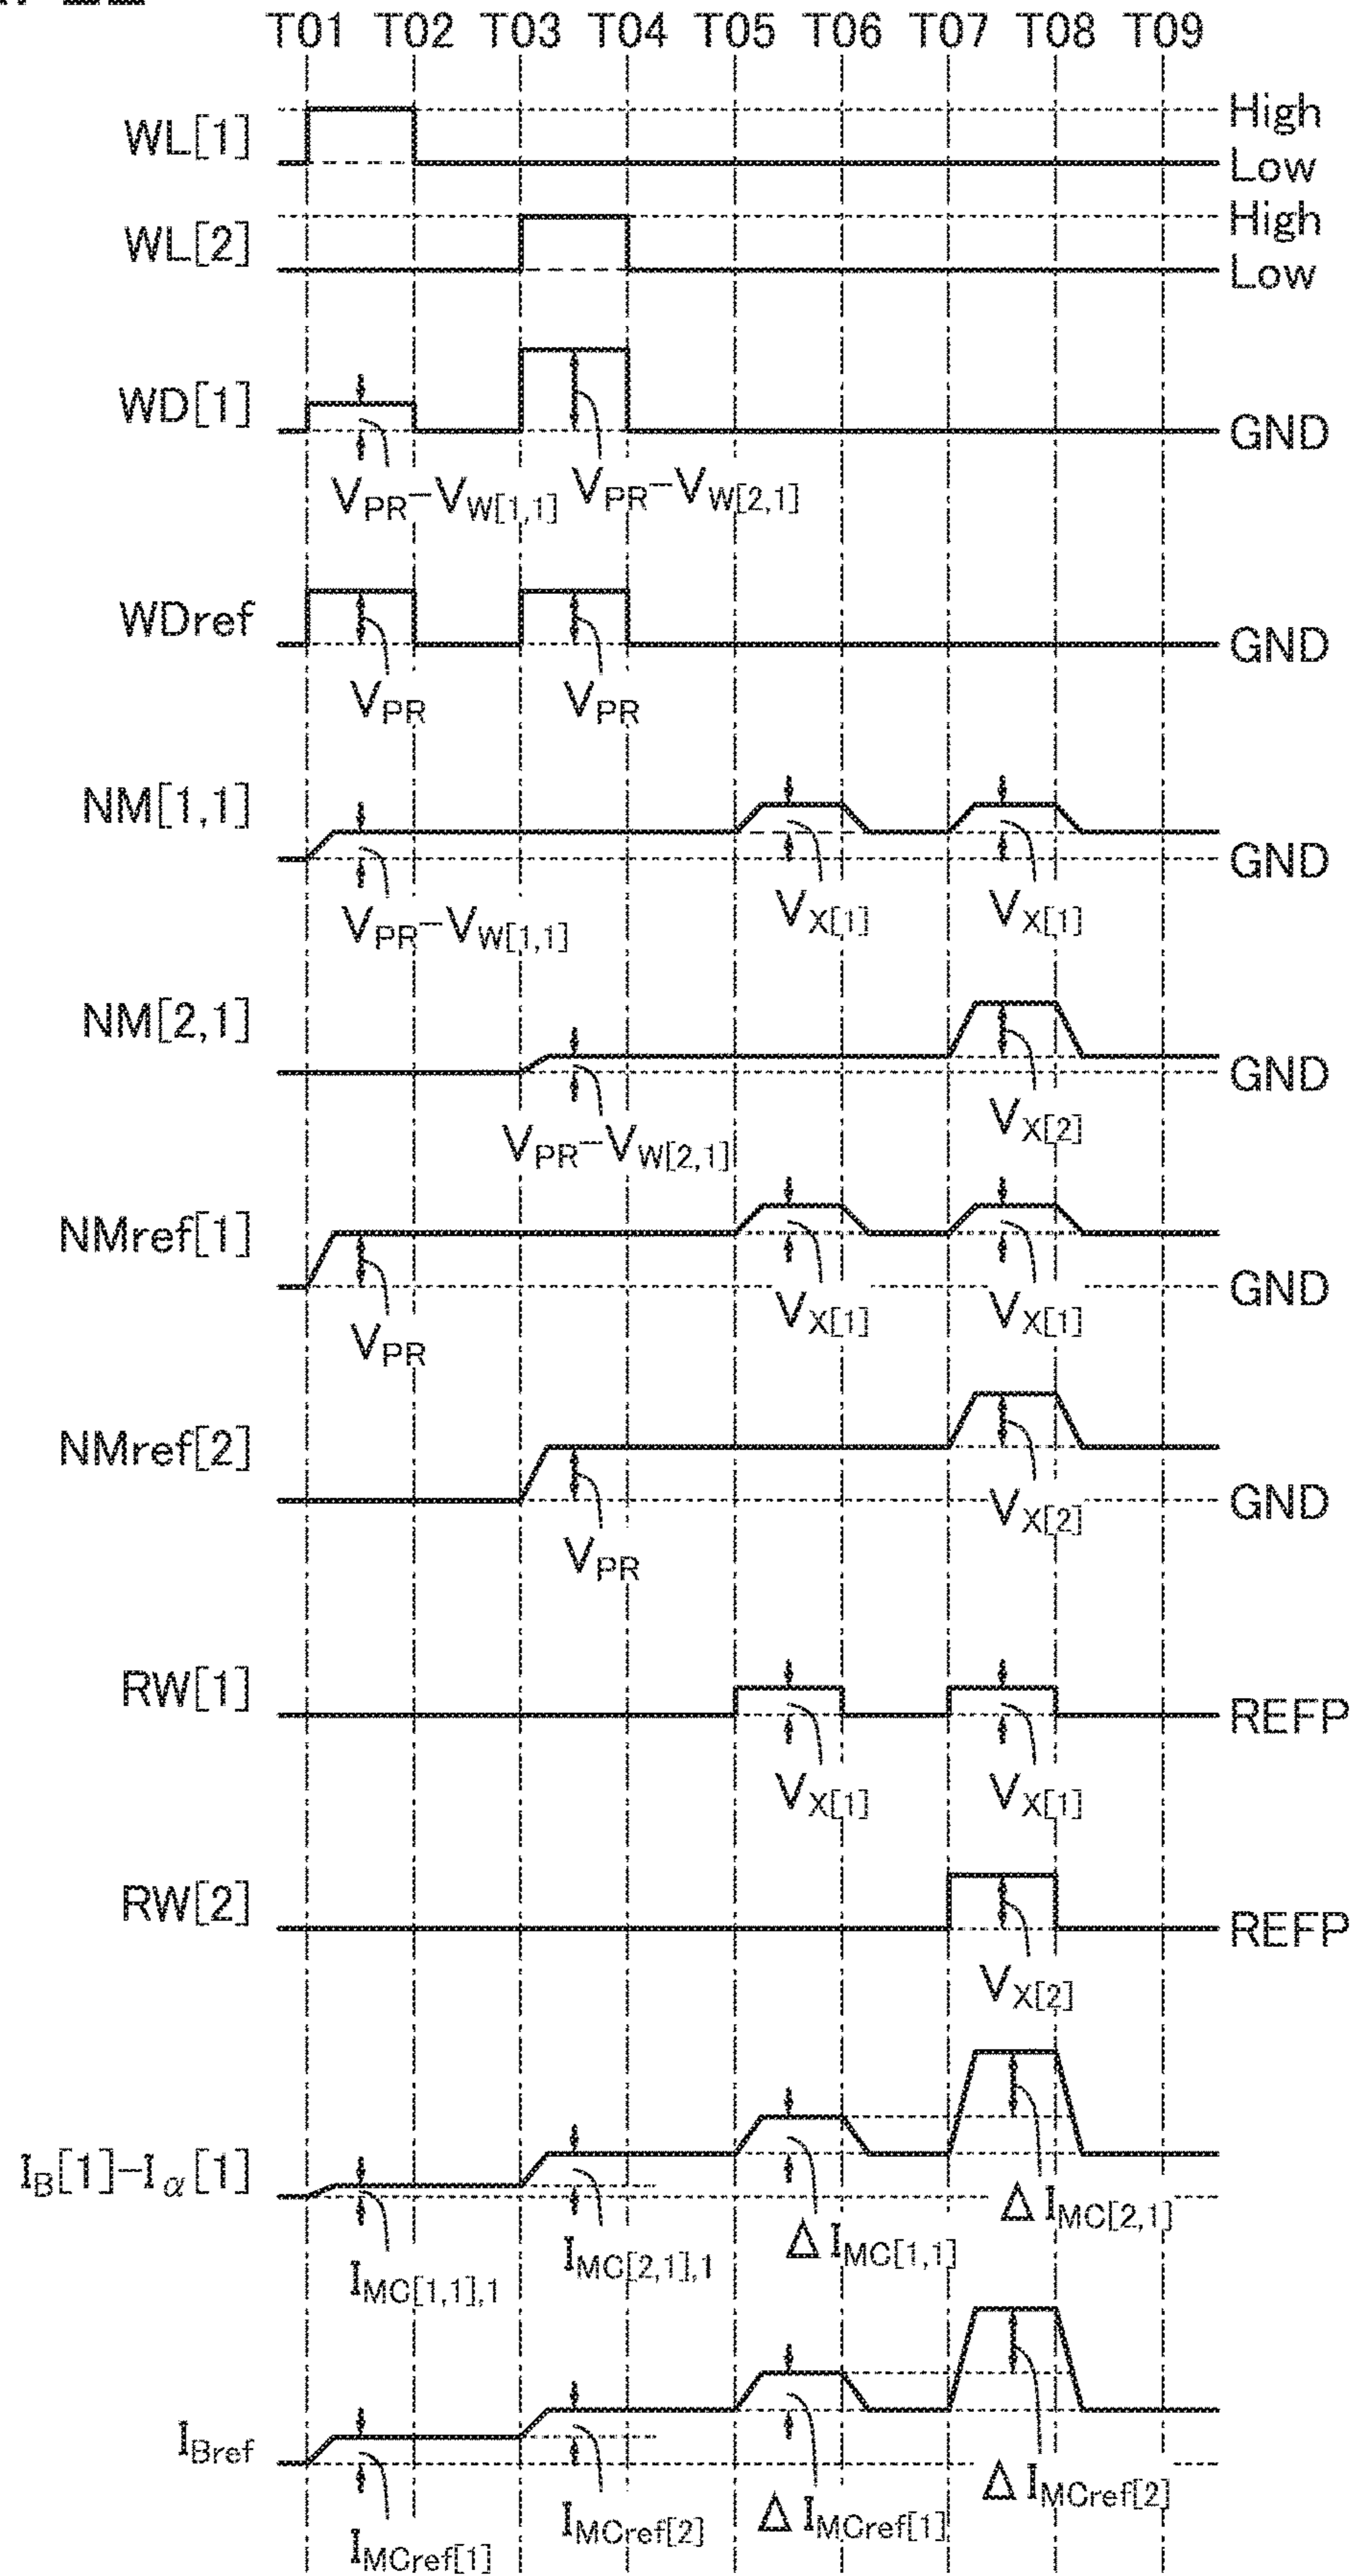 T01 T02 T03 T04 T05 T06 T07 T08 T09
WL[1] High
Low
WL[2] High
Low
WD[1] GND
VPR-VW[1,1] VPR-VW[2,1]
WDref GND
VPR VPR
NM[1,1] GND
VPR-VW[1,1] VX[1] VX[1]
NM[2,1] GND
VPR-VW[2,1] VX[2]
NMref[1] GND
VPR VX[1] VX[1]
NMref[2] GND
VPR VX[2]
RW[1] REFP
VX[1] VX[1]
RW[2] REFP
VX[2]
IB[1]-Iα[1]
IMC[1,1],1 IMC[2,1],1 Δ IMC[1,1] Δ IMC[2,1]
IBref
IMCref[1] IMCref[2] Δ IMCref[1] Δ IMCref[2]